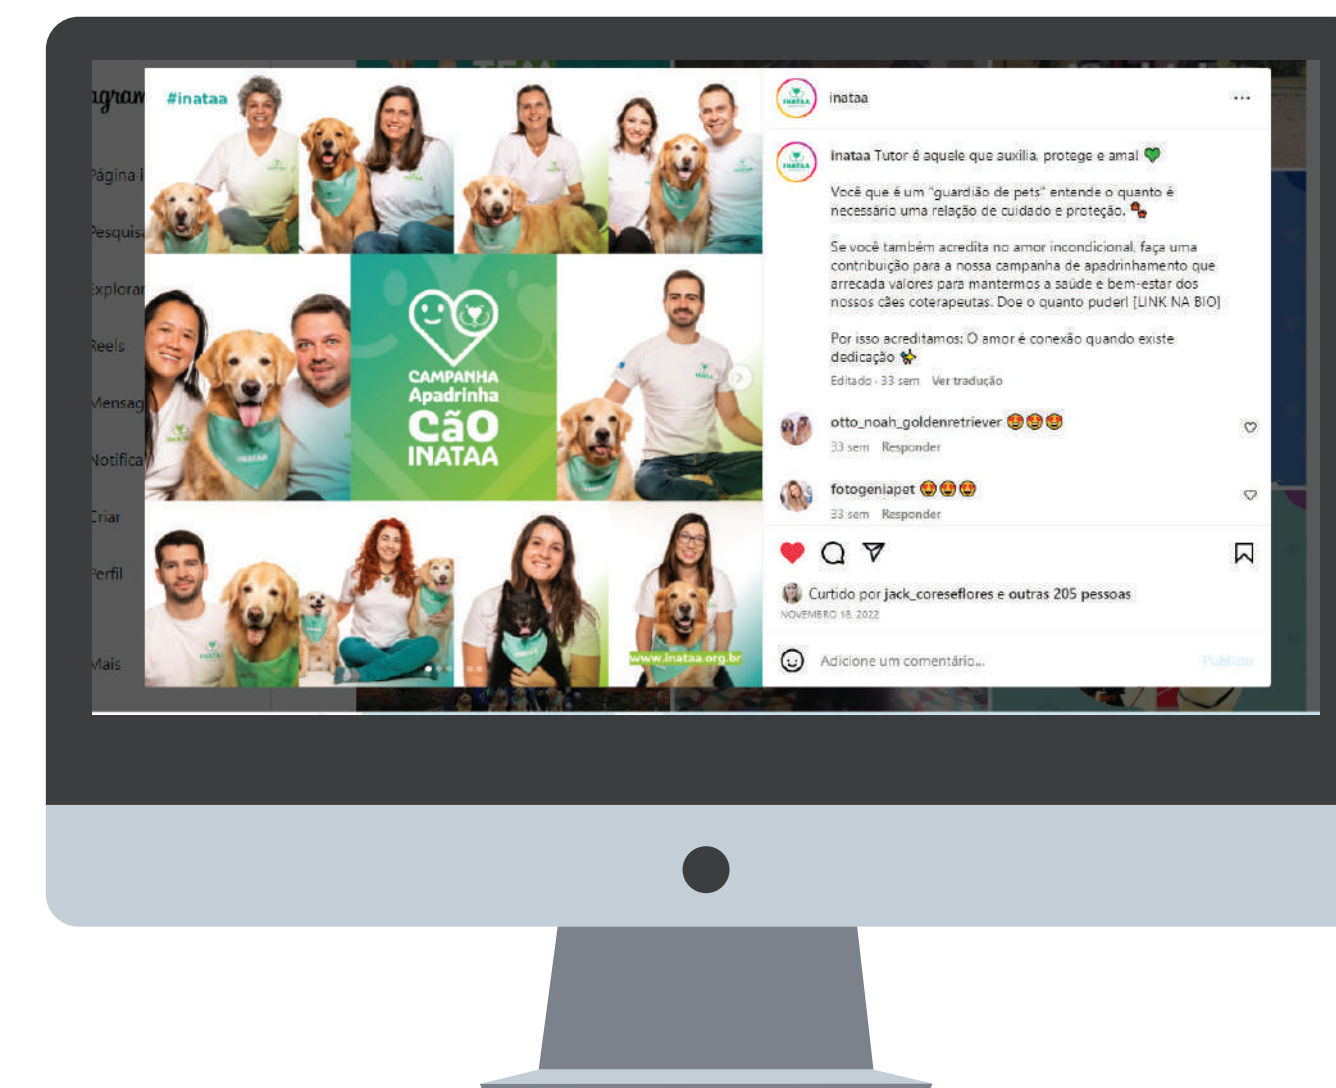 agram
Página i
Pesquisa
Explorar
Reels
Mensag
Notifica
Criar
Perfil
Mais
#inataa
CAMPANHA
Apadrinha
Cão
INATAA
www.inataa.org.br
inataa
inataa Tutor é aquele que auxilia, protege e ama! 💚
Você que é um "guardião de pets" entende o quanto é
necessário uma relação de cuidado e proteção.
Se você também acredita no amor incondicional, faça uma
contribuição para a nossa campanha de apadrinhamento que
arrecada valores para mantermos a saúde e bem-estar dos
nossos cães coterapeutas. Doe o quanto puder! [LINK NA BIO]
Por isso acreditamos: O amor é conexão quando existe
dedicação
Editado · 33 sem Ver tradução
otto_noah_goldenretriever 😍😍😍
33 sem Responder
fotogeniapet 😍😍😍
33 sem Responder
Curtido por jack_coreseflores e outras 205 pessoas
NOVEMBRO 18, 2022
Adicione um comentário... Publicar